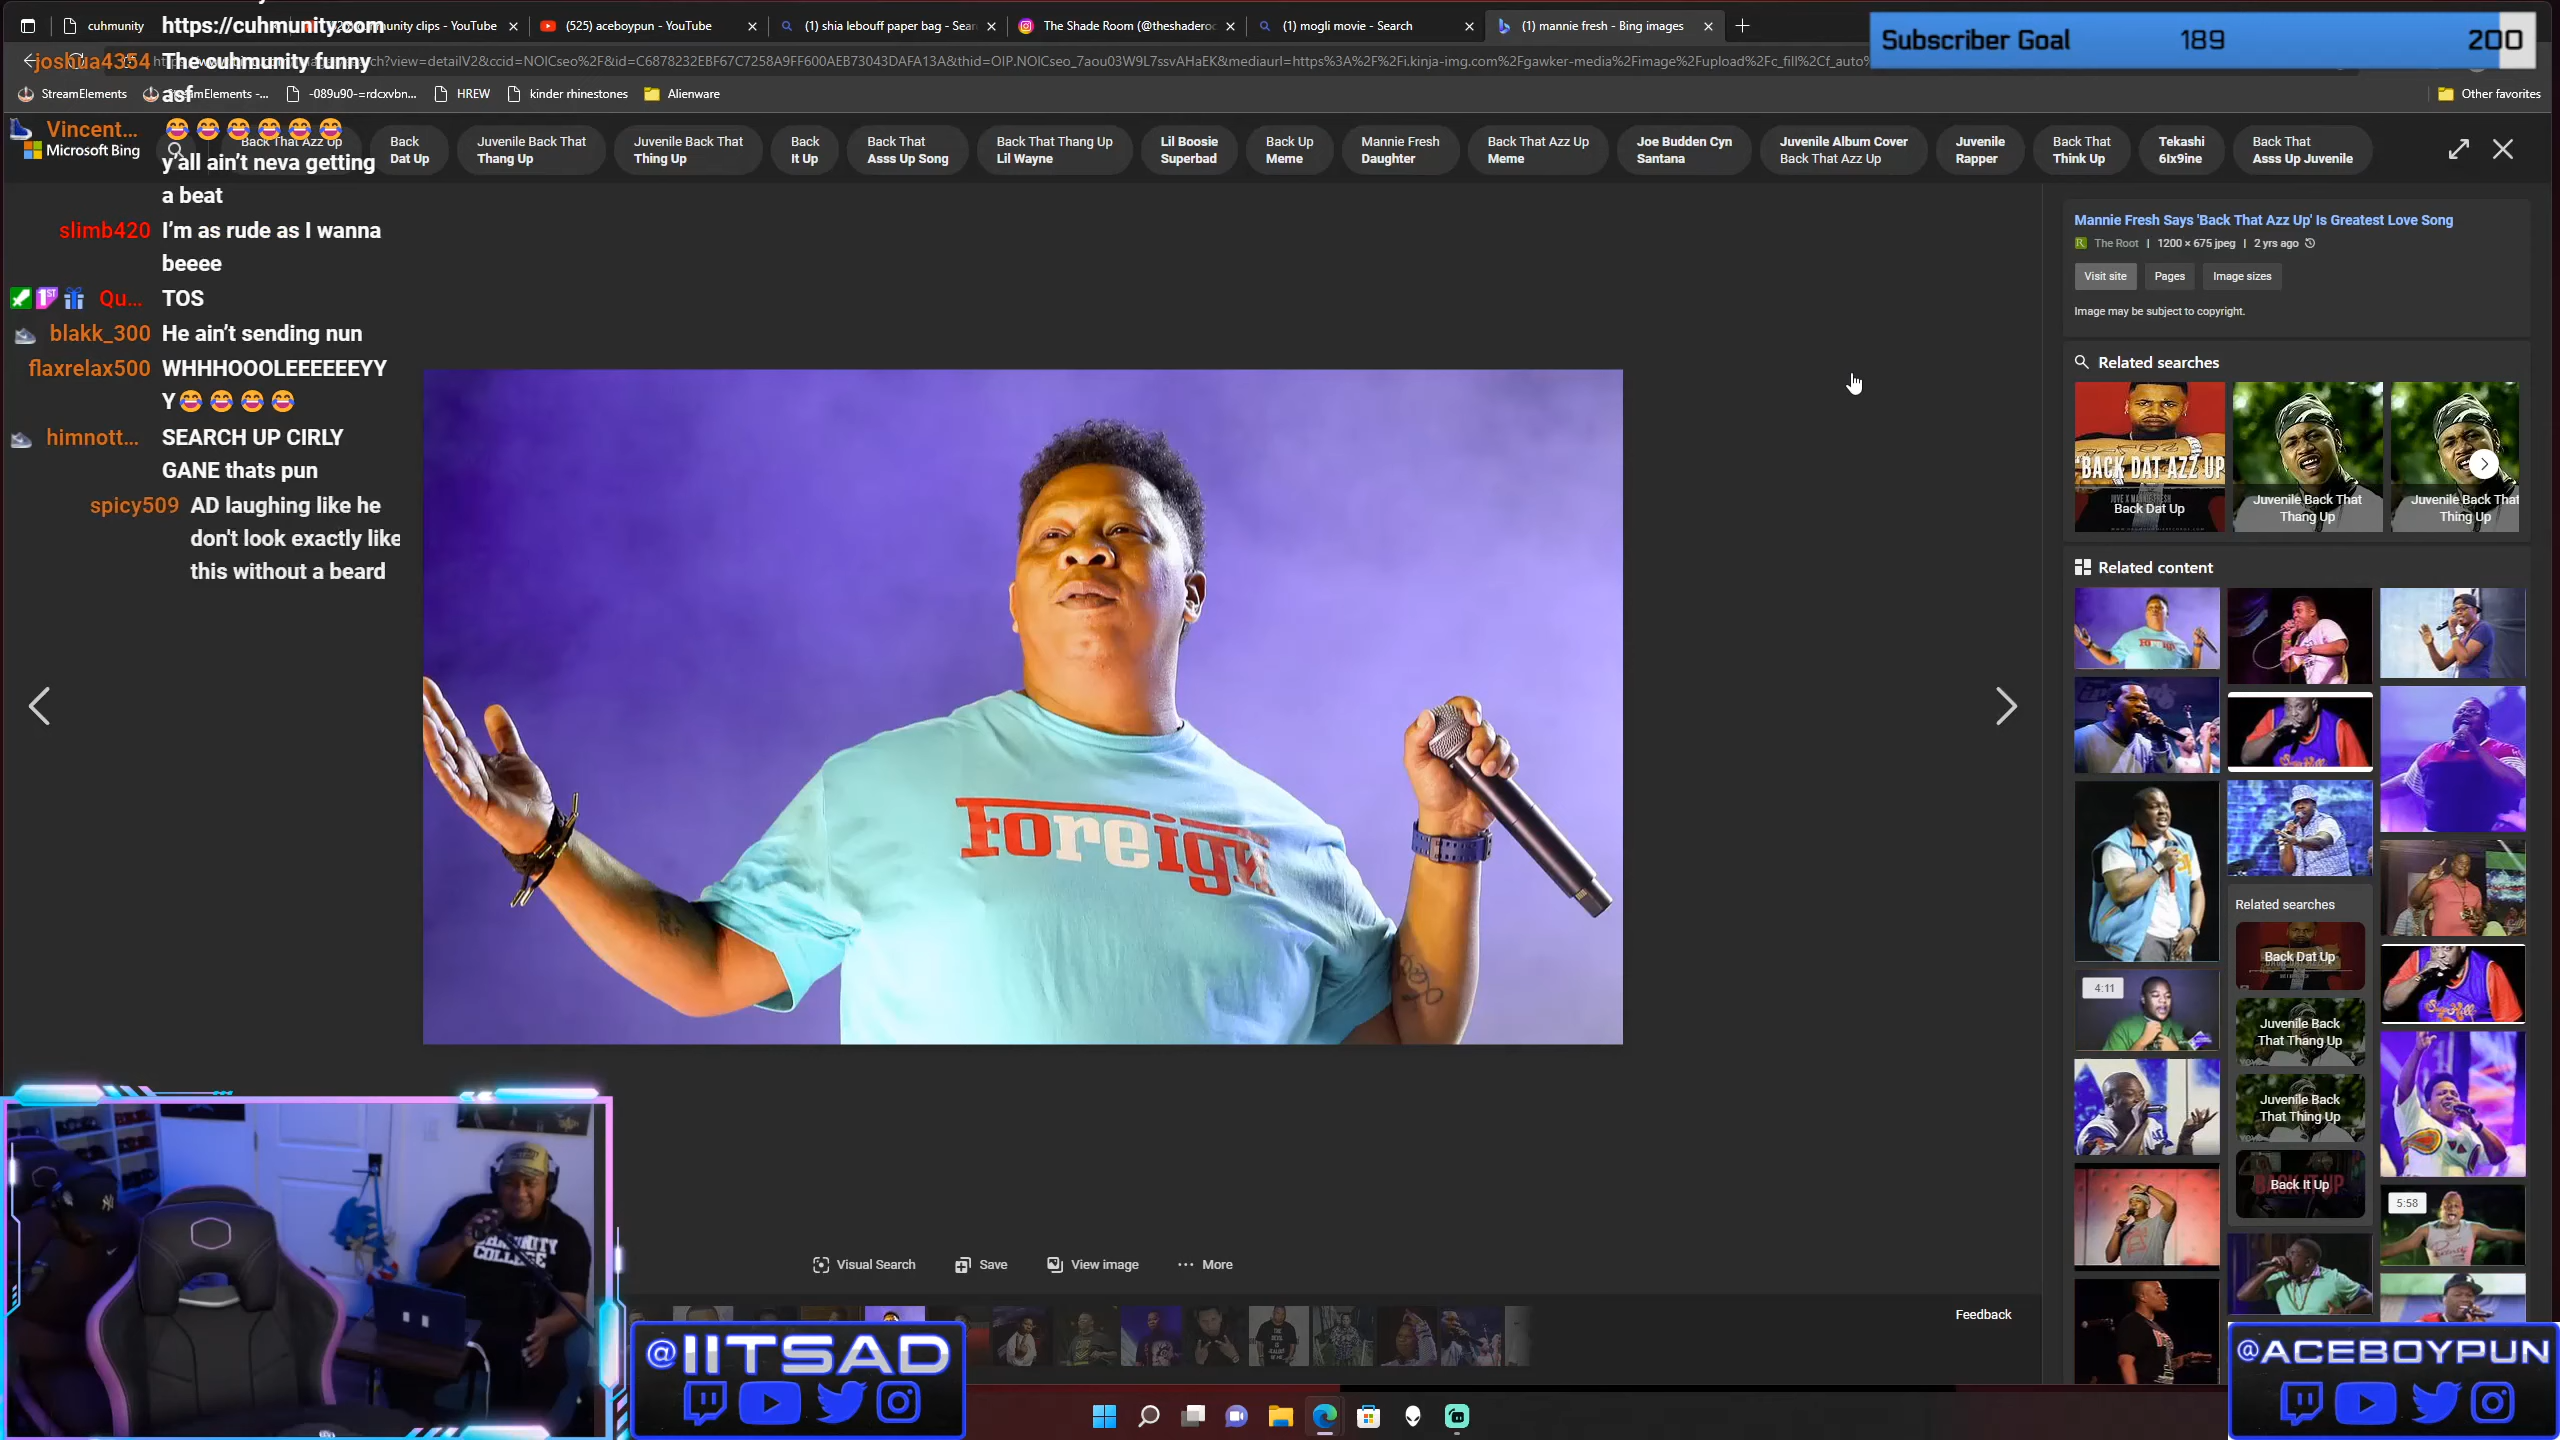 cuhmunity
community clips - YouTube
(525) aceboypun - YouTube
(1) shia lebouff paper bag - Sear
The Shade Room (@theshaderoo
(1) mogli movie - Search
(1) mannie fresh - Bing images
Subscriber Goal 189 200
StreamElements
StreamElements -...
-089u90-=rdcxvbn...
HREW
kinder rhinestones
Alienware
Other favorites
Microsoft Bing
Back That Azz Up
Back
Dat Up
Juvenile Back That
Thang Up
Juvenile Back That
Thing Up
Back
It Up
Back That
Asss Up Song
Back That Thang Up
Lil Wayne
Lil Boosie
Superbad
Back Up
Meme
Mannie Fresh
Daughter
Back That Azz Up
Meme
Joe Budden Cyn
Santana
Juvenile Album Cover
Back That Azz Up
Juvenile
Rapper
Back That
Think Up
Tekashi
6Ix9ine
Back That
Asss Up Juvenile
https://cuhmunity.com
joshua4354 The cuhmunity funny
asf
Vincent... 😂😂😂😂😂😂
y'all ain't neva getting
a beat
slimb420 I'm as rude as I wanna
beeee
Qu... TOS
blakk_300 He ain't sending nun
flaxrelax500 WHHHOOOLEEEEEEYY
Y😂😂😂😂
himnott... SEARCH UP CIRLY
GANE thats pun
spicy509 AD laughing like he
don't look exactly like
this without a beard
Foreign
Mannie Fresh Says 'Back That Azz Up' Is Greatest Love Song
The Root | 1200 × 675 jpeg | 2 yrs ago
Visit site
Pages
Image sizes
Image may be subject to copyright.
Related searches
BACK DAT AZZ UP
Back Dat Up
Juvenile Back That
Thang Up
Juvenile Back That
Thing Up
Related content
4:11
Related searches
Back Dat Up
Juvenile Back
That Thang Up
Juvenile Back
That Thing Up
Back It Up
5:58
Visual Search
Save
View image
More
Feedback
COLLEGE
@IITSAD
@ACEBOYPUN